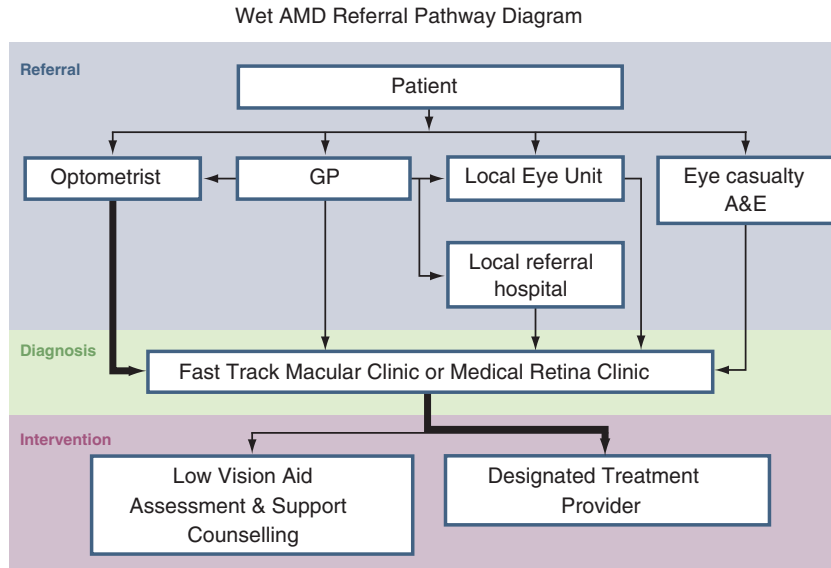 Wet AMD Referral Pathway Diagram
Referral
Patient
Optometrist
GP
Local Eye Unit
Eye casualty
A&E
Local referral
hospital
Diagnosis
Fast Track Macular Clinic or Medical Retina Clinic
Intervention
Low Vision Aid
Assessment & Support
Counselling
Designated Treatment
Provider